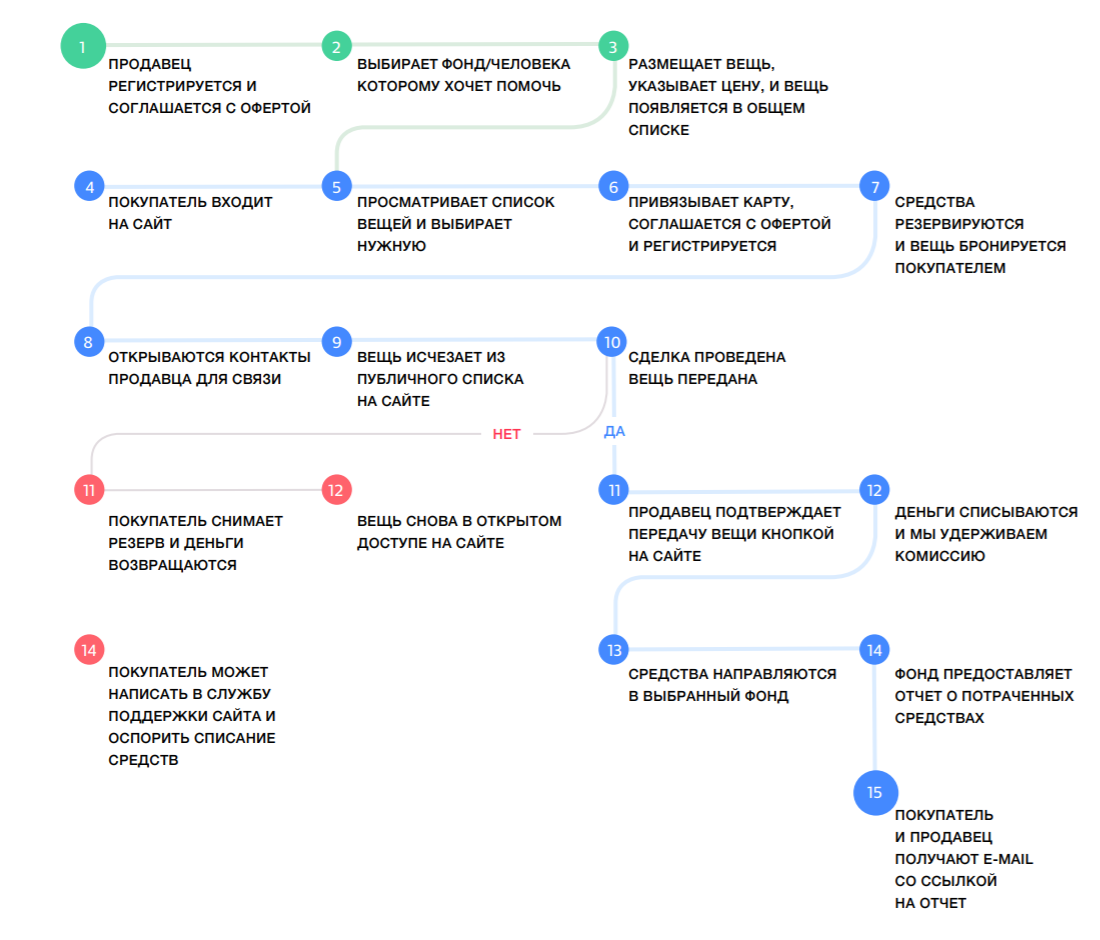 1
ПРОДАВЕЦ
РЕГИСТРИРУЕТСЯ И
СОГЛАШАЕТСЯ С ОФЕРТОЙ
2
ВЫБИРАЕТ ФОНД/ЧЕЛОВЕКА
КОТОРОМУ ХОЧЕТ ПОМОЧЬ
3
РАЗМЕЩАЕТ ВЕЩЬ,
УКАЗЫВАЕТ ЦЕНУ, И ВЕЩЬ
ПОЯВЛЯЕТСЯ В ОБЩЕМ
СПИСКЕ
4
ПОКУПАТЕЛЬ ВХОДИТ
НА САЙТ
5
ПРОСМАТРИВАЕТ СПИСОК
ВЕЩЕЙ И ВЫБИРАЕТ
НУЖНУЮ
6
ПРИВЯЗЫВАЕТ КАРТУ,
СОГЛАШАЕТСЯ С ОФЕРТОЙ
И РЕГИСТРИРУЕТСЯ
7
СРЕДСТВА
РЕЗЕРВИРУЮТСЯ
И ВЕЩЬ БРОНИРУЕТСЯ
ПОКУПАТЕЛЕМ
8
ОТКРЫВАЮТСЯ КОНТАКТЫ
ПРОДАВЦА ДЛЯ СВЯЗИ
9
ВЕЩЬ ИСЧЕЗАЕТ ИЗ
ПУБЛИЧНОГО СПИСКА
НА САЙТЕ
10
СДЕЛКА ПРОВЕДЕНА
ВЕЩЬ ПЕРЕДАНА
НЕТ
ДА
11
ПОКУПАТЕЛЬ СНИМАЕТ
РЕЗЕРВ И ДЕНЬГИ
ВОЗВРАЩАЮТСЯ
12
ВЕЩЬ СНОВА В ОТКРЫТОМ
ДОСТУПЕ НА САЙТЕ
11
ПРОДАВЕЦ ПОДТВЕРЖДАЕТ
ПЕРЕДАЧУ ВЕЩИ КНОПКОЙ
НА САЙТЕ
12
ДЕНЬГИ СПИСЫВАЮТСЯ
И МЫ УДЕРЖИВАЕМ
КОМИССИЮ
14
ПОКУПАТЕЛЬ МОЖЕТ
НАПИСАТЬ В СЛУЖБУ
ПОДДЕРЖКИ САЙТА И
ОСПОРИТЬ СПИСАНИЕ
СРЕДСТВ
13
СРЕДСТВА НАПРАВЛЯЮТСЯ
В ВЫБРАННЫЙ ФОНД
14
ФОНД ПРЕДОСТАВЛЯЕТ
ОТЧЕТ О ПОТРАЧЕННЫХ
СРЕДСТВАХ
15
ПОКУПАТЕЛЬ
И ПРОДАВЕЦ
ПОЛУЧАЮТ E-MAIL
СО ССЫЛКОЙ
НА ОТЧЕТ